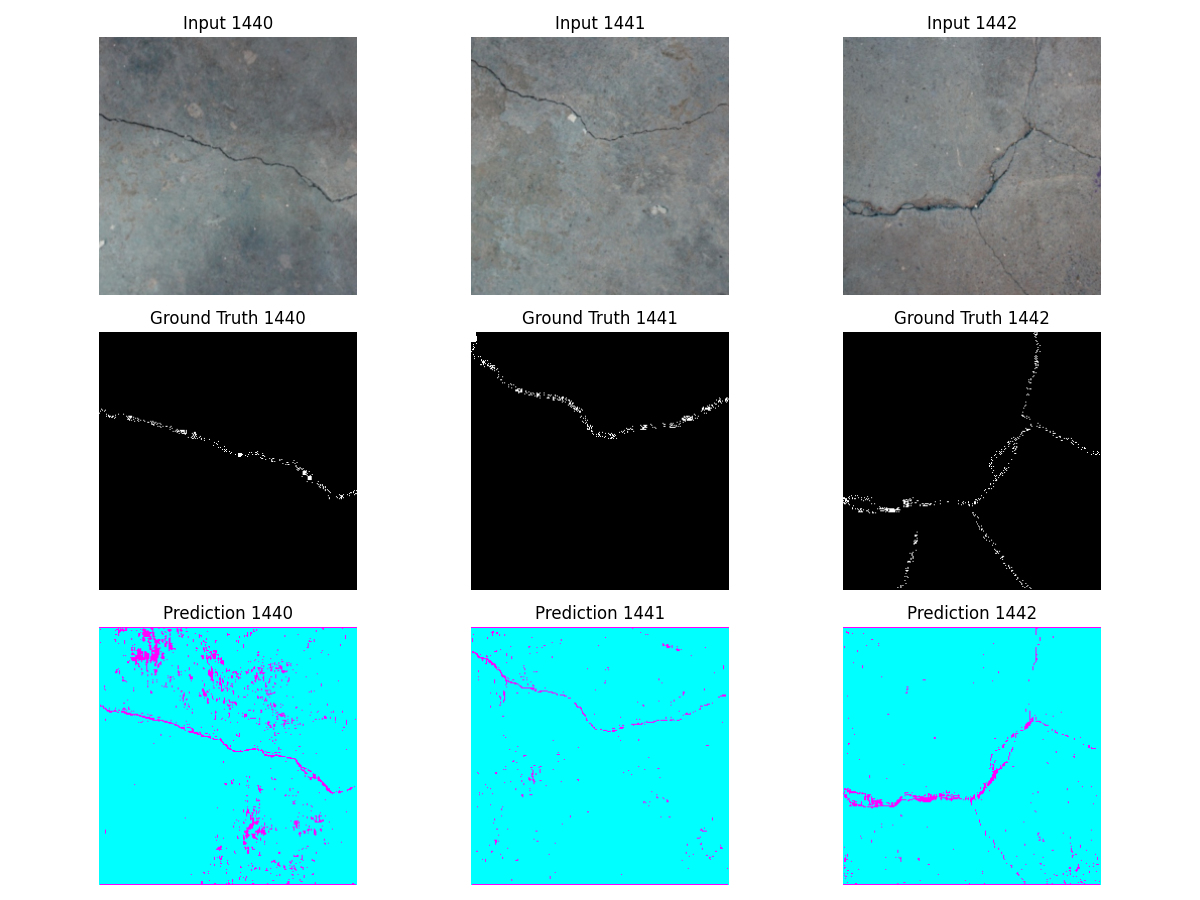 Input 1440
Input 1441
Input 1442
Ground Truth 1440
Ground Truth 1441
Ground Truth 1442
Prediction 1440
Prediction 1441
Prediction 1442